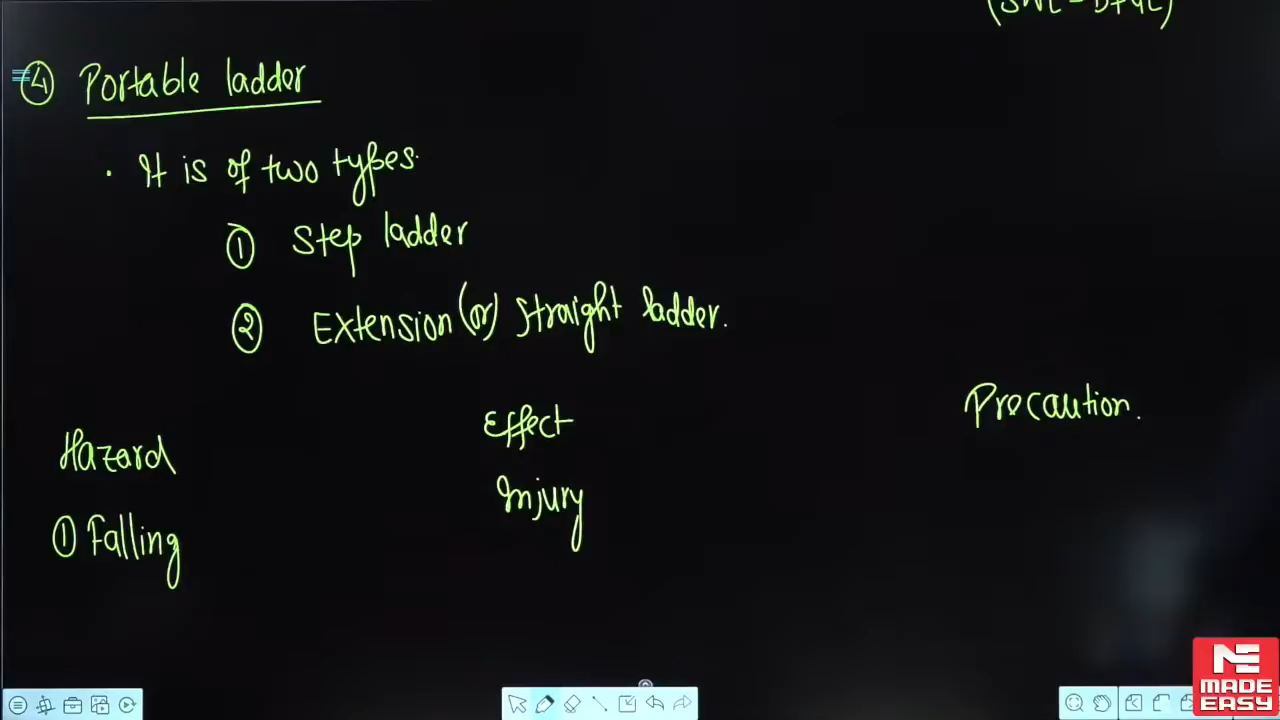 ④ Portable ladder
· It is of two types.
① Step ladder
② Extension (or) straight ladder.
Hazard Effect Precaution.
① Falling Injury
MADE EASY